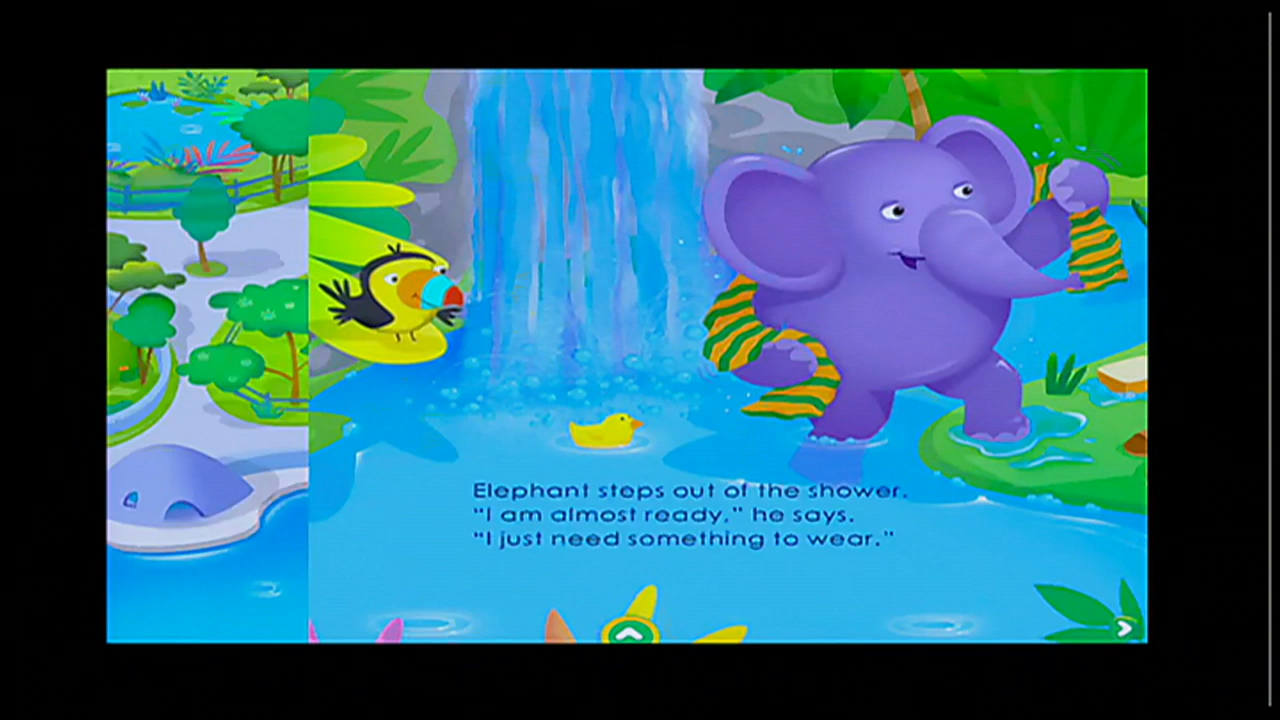 Elephant steps out of the shower.
“I am almost ready,” he says.
“I just need something to wear.”